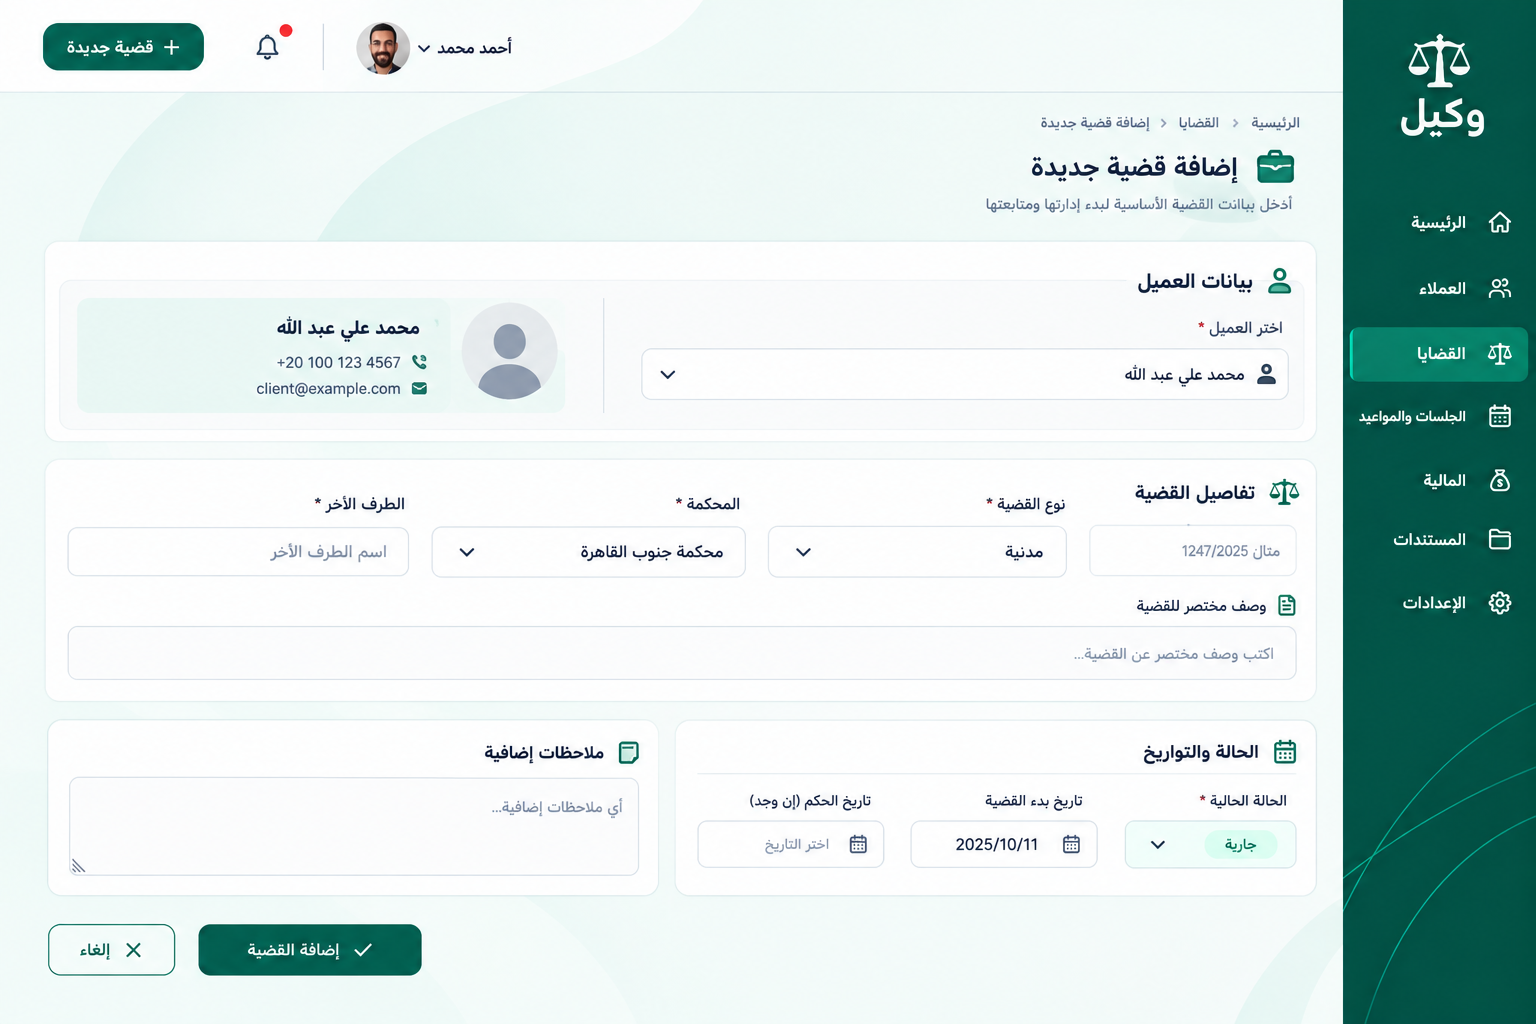 وكيل
الرئيسية
العملاء
القضايا
الجلسات والمواعيد
المالية
المستندات
الإعدادات
أحمد محمد
قضية جديدة
الرئيسية > القضايا > إضافة قضية جديدة
إضافة قضية جديدة
أدخل بيانات القضية الأساسية لبدء إدارتها ومتابعتها
بيانات العميل
اختر العميل *
محمد علي عبد الله
محمد علي عبد الله
+20 100 123 4567
client@example.com
تفاصيل القضية
مثال 1247/2025
نوع القضية *
مدنية
المحكمة *
محكمة جنوب القاهرة
الطرف الأخر *
اسم الطرف الأخر
وصف مختصر للقضية
اكتب وصف مختصر عن القضية...
الحالة والتواريخ
الحالة الحالية *
جارية
تاريخ بدء القضية
2025/10/11
تاريخ الحكم (إن وجد)
اختر التاريخ
ملاحظات إضافية
أي ملاحظات إضافية...
إضافة القضية
إلغاء